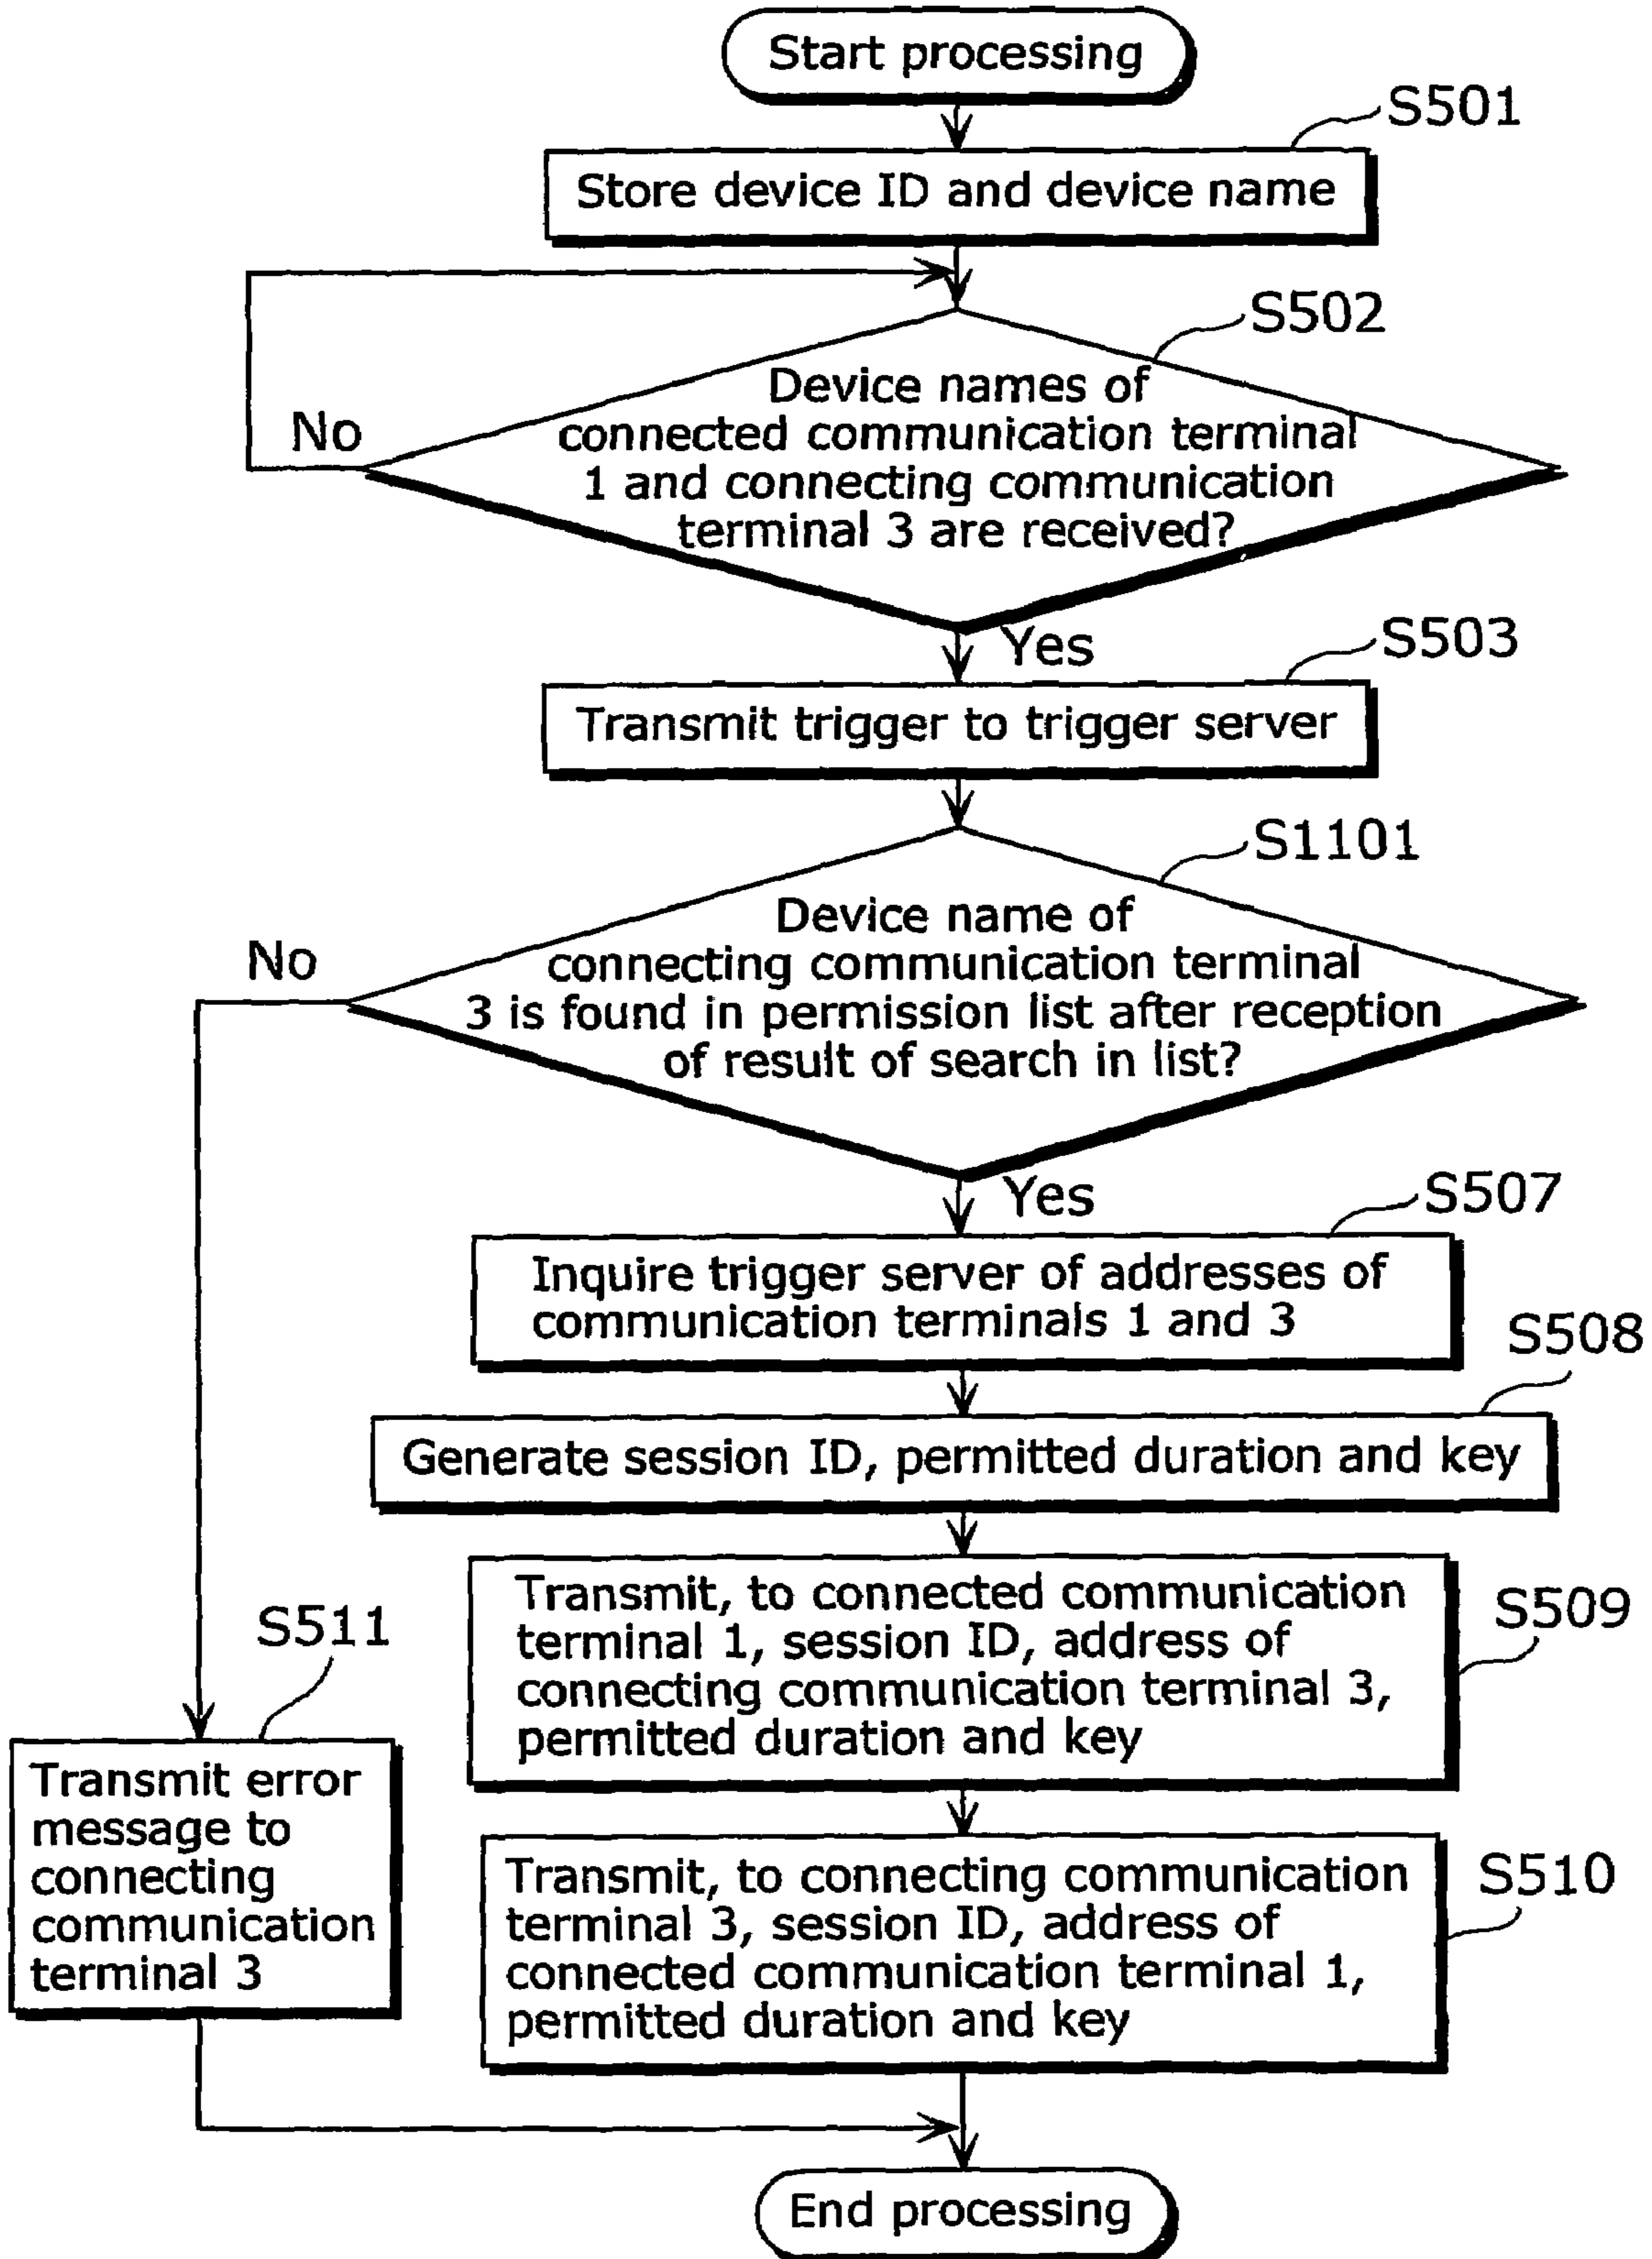 Start processing
S501
Store device ID and device name
S502
Device names of
connected communication terminal
1 and connecting communication
terminal 3 are received?
No
Yes
S503
Transmit trigger to trigger server
S1101
Device name of
connecting communication terminal
3 is found in permission list after reception
of result of search in list?
No
Yes
S507
Inquire trigger server of addresses of
communication terminals 1 and 3
S508
Generate session ID, permitted duration and key
S509
Transmit, to connected communication
terminal 1, session ID, address of
connecting communication terminal 3,
permitted duration and key
S511
Transmit error
message to
connecting
communication
terminal 3
S510
Transmit, to connecting communication
terminal 3, session ID, address of
connected communication terminal 1,
permitted duration and key
End processing